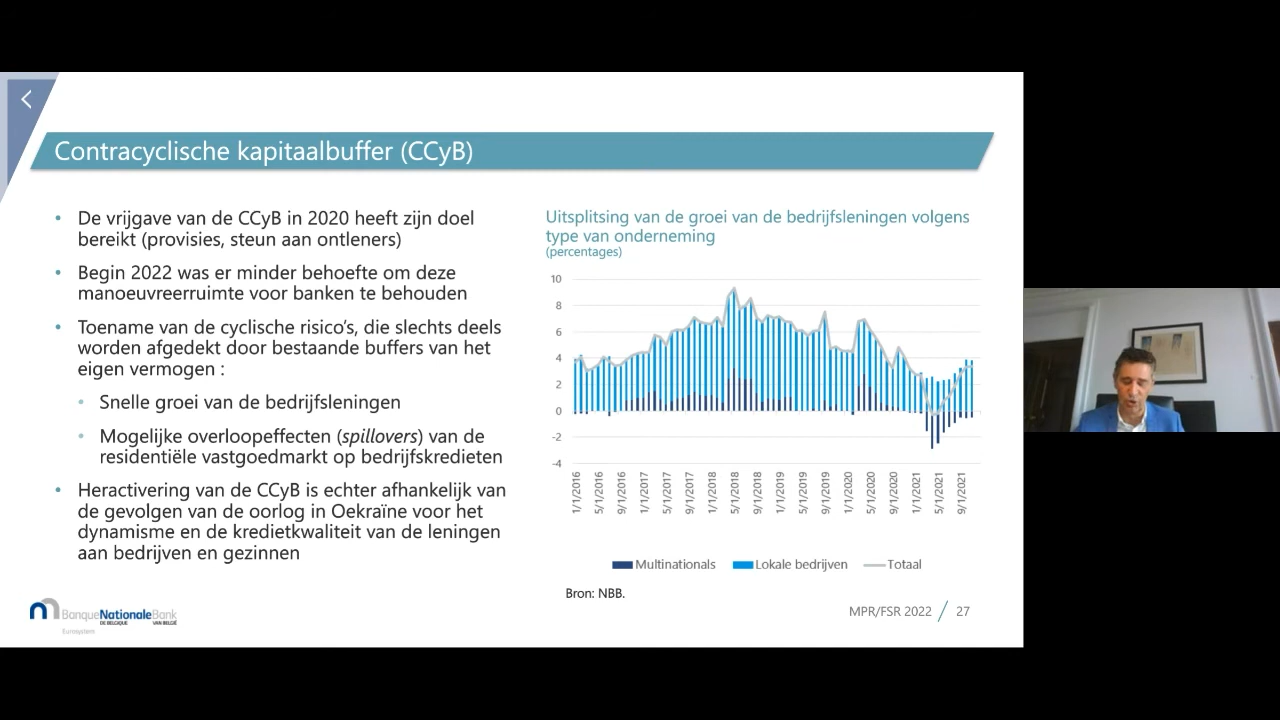 Contracyclische kapitaalbuffer (CCyB)
• De vrijgave van de CCyB in 2020 heeft zijn doel
bereikt (provisies, steun aan ontleners)
• Begin 2022 was er minder behoefte om deze
manoeuvreerruimte voor banken te behouden
• Toename van de cyclische risico's, die slechts deels
worden afgedekt door bestaande buffers van het
eigen vermogen :
• Snelle groei van de bedrijfsleningen
• Mogelijke overloopeffecten (spillovers) van de
residentiële vastgoedmarkt op bedrijfskredieten
• Heractivering van de CCyB is echter afhankelijk van
de gevolgen van de oorlog in Oekraïne voor het
dynamisme en de kredietkwaliteit van de leningen
aan bedrijven en gezinnen
Uitsplitsing van de groei van de bedrijfsleningen volgens
type van onderneming
(percentages)
10
8
6
4
2
0
-2
-4
1/1/2016
5/1/2016
9/1/2016
1/1/2017
5/1/2017
9/1/2017
1/1/2018
5/1/2018
9/1/2018
1/1/2019
5/1/2019
9/1/2019
1/1/2020
5/1/2020
9/1/2020
1/1/2021
5/1/2021
9/1/2021
Multinationals Lokale bedrijven Totaal
Bron: NBB.
BanqueNationaleBank
DE BELGIQUE VAN BELGIË
Eurosystem
MPR/FSR 2022 / 27